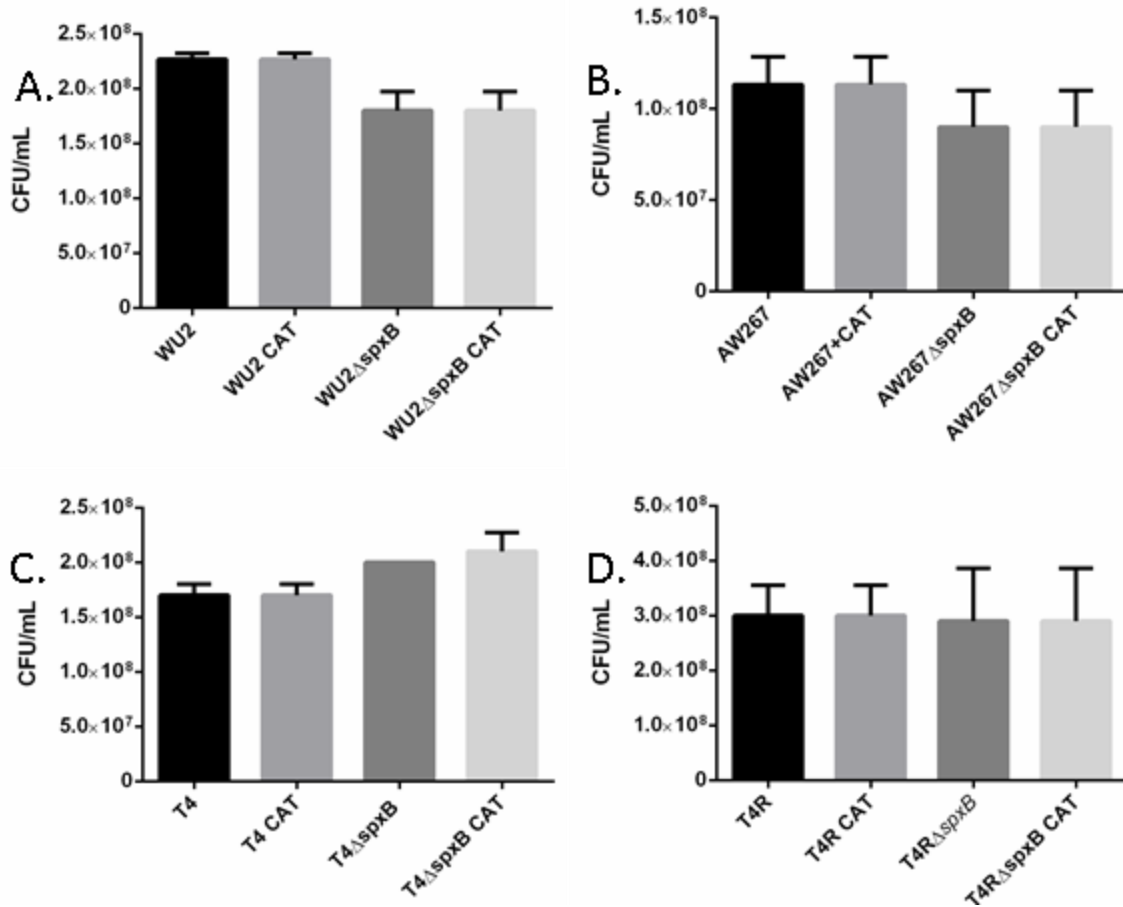 A.
CFU/mL
2.5×10⁸
2.0×10⁸
1.5×10⁸
1.0×10⁸
5.0×10⁷
0
WU2
WU2 CAT
WU2ΔspxB
WU2ΔspxB CAT
B.
CFU/mL
1.5×10⁸
1.0×10⁸
5.0×10⁷
0
AW267
AW267+CAT
AW267ΔspxB
AW267ΔspxB CAT
C.
CFU/mL
2.5×10⁸
2.0×10⁸
1.5×10⁸
1.0×10⁸
5.0×10⁷
0
T4
T4 CAT
T4ΔspxB
T4ΔspxB CAT
D.
CFU/mL
5.0×10⁸
4.0×10⁸
3.0×10⁸
2.0×10⁸
1.0×10⁸
0
T4R
T4R CAT
T4RΔspxB
T4RΔspxB CAT